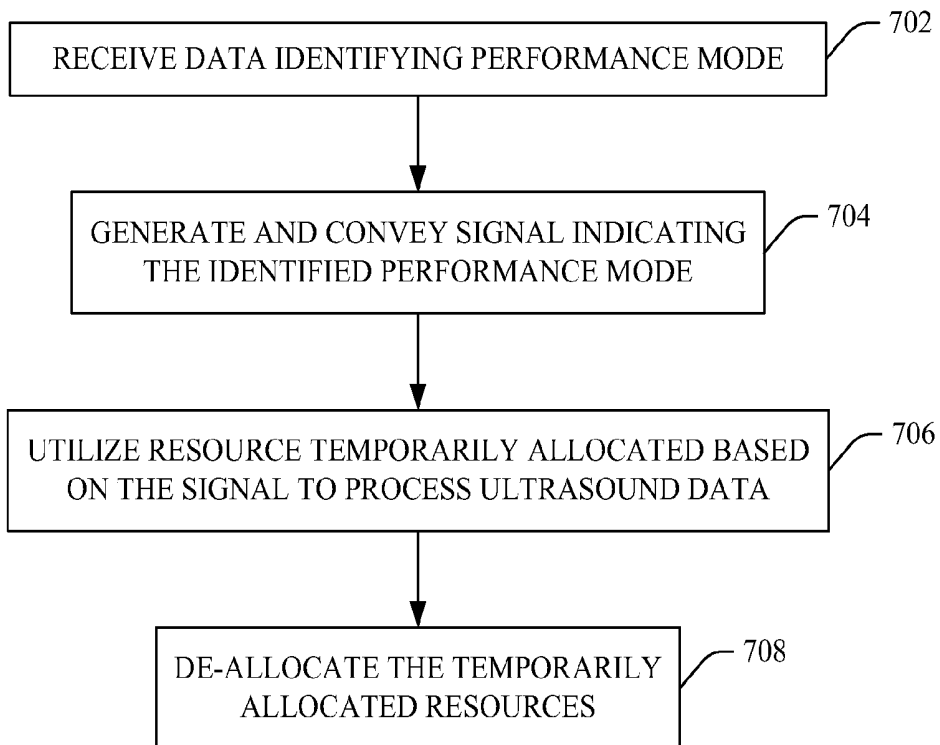 702
RECEIVE DATA IDENTIFYING PERFORMANCE MODE
704
GENERATE AND CONVEY SIGNAL INDICATING
THE IDENTIFIED PERFORMANCE MODE
706
UTILIZE RESOURCE TEMPORARILY ALLOCATED BASED
ON THE SIGNAL TO PROCESS ULTRASOUND DATA
708
DE-ALLOCATE THE TEMPORARILY
ALLOCATED RESOURCES